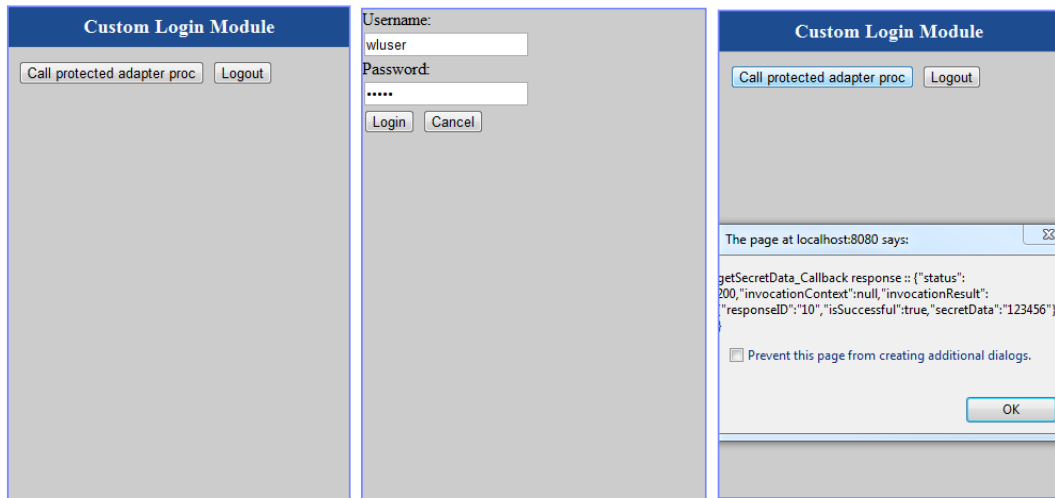 Custom Login Module
Call protected adapter proc Logout
Username:
wluser
Password:
•••••
Login Cancel
Custom Login Module
Call protected adapter proc Logout
The page at localhost:8080 says:
getSecretData_Callback response :: {"status":
200,"invocationContext":null,"invocationResult":
{"responseID":"10","isSuccessful":true,"secretData":"123456"}
}
Prevent this page from creating additional dialogs.
OK